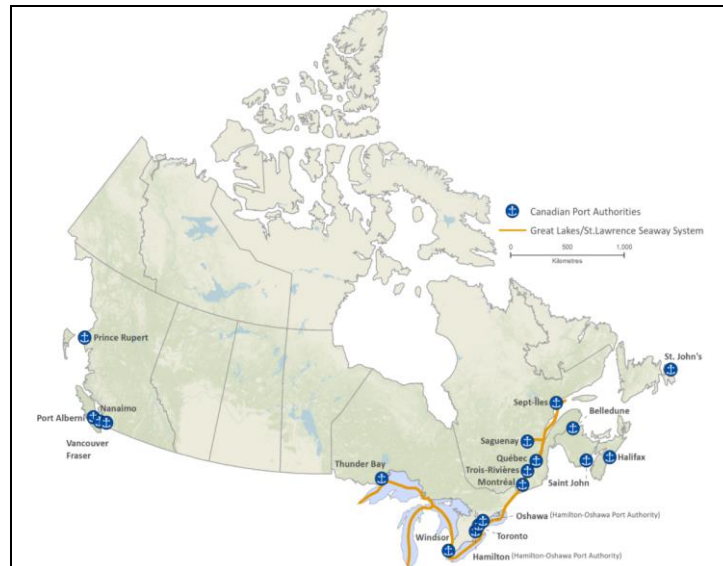 Canadian Port Authorities
Great Lakes/St.Lawrence Seaway System
0 500 1,000
Kilometres
Prince Rupert
St. John's
Sept-Îles
Belledune
Nanaimo
Port Alberni
Saguenay
Vancouver
Fraser
Québec
Halifax
Thunder Bay
Trois-Rivières
Montréal
Saint John
Oshawa (Hamilton-Oshawa Port Authority)
Windsor
Toronto
Hamilton (Hamilton-Oshawa Port Authority)